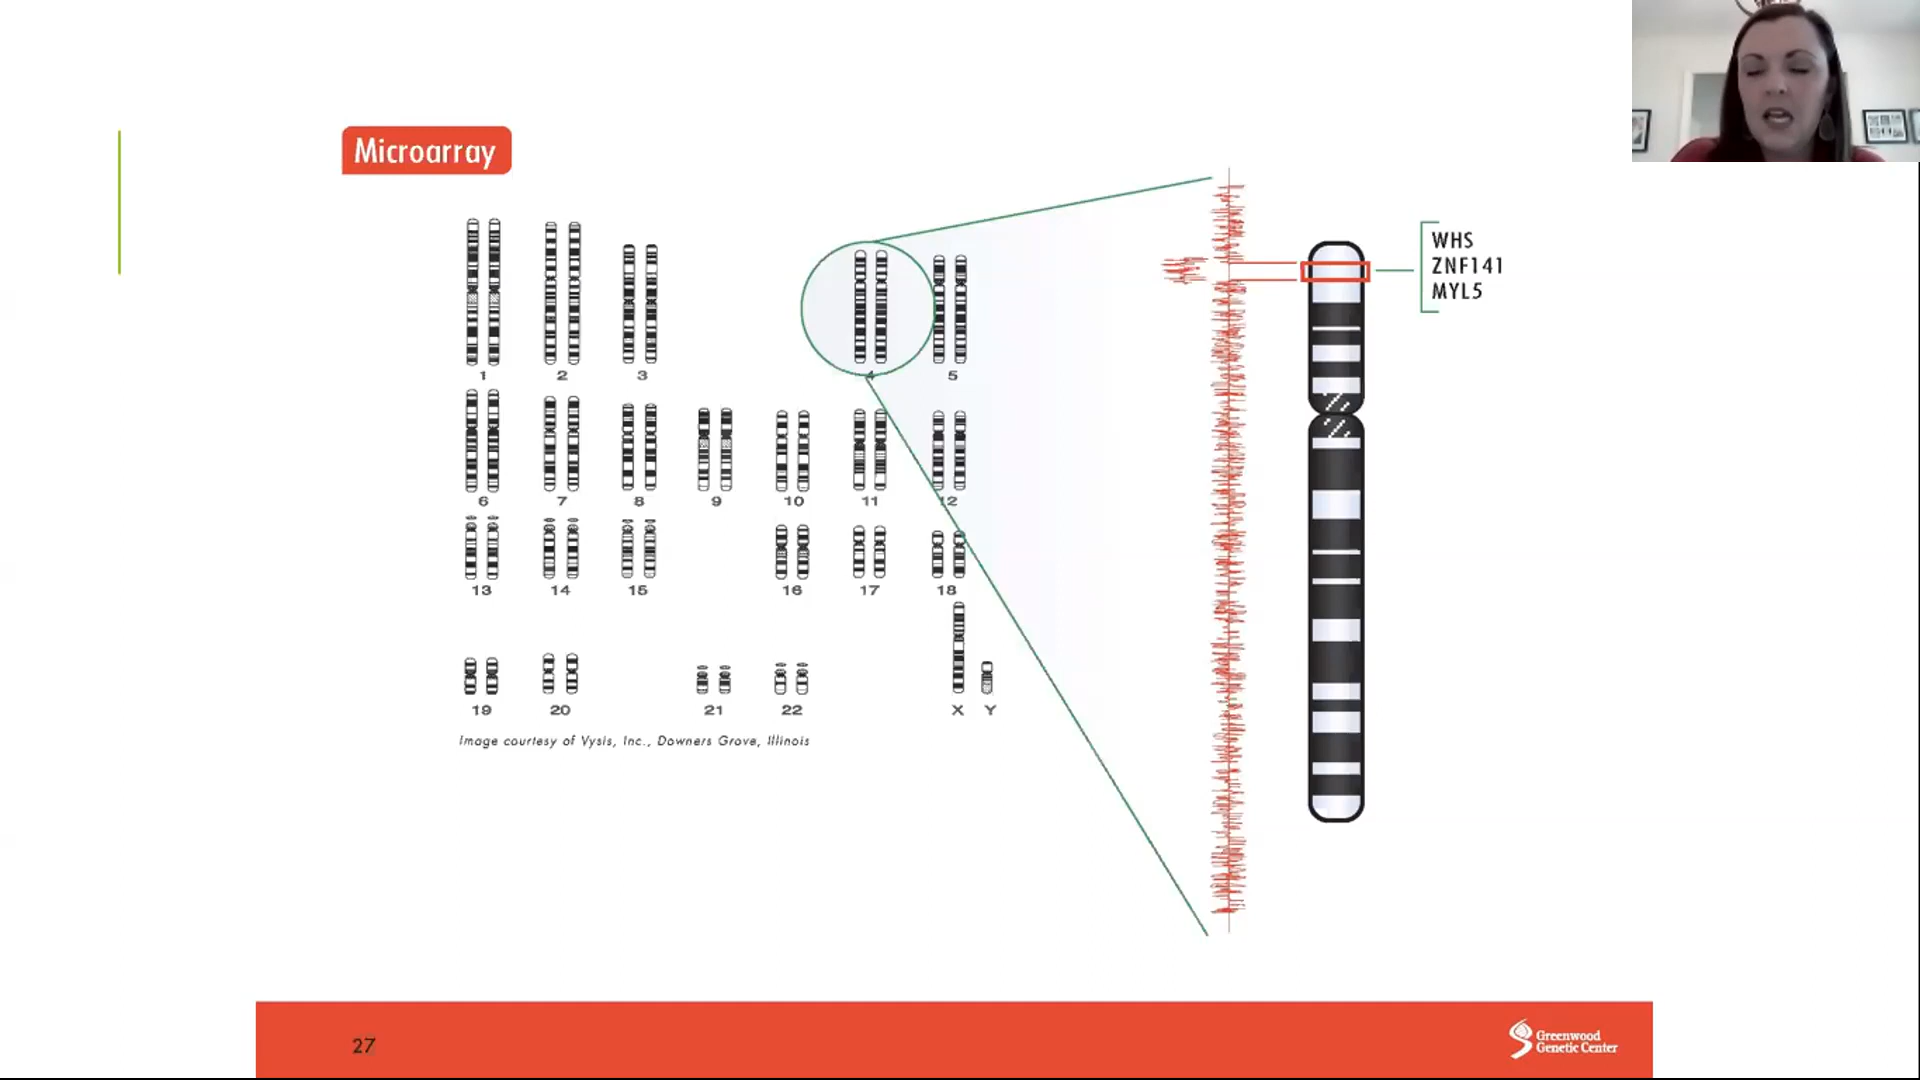 Microarray
1 2 3 4 5
6 7 8 9 10 11 12
13 14 15 16 17 18
19 20 21 22 X Y
Image courtesy of Vysis, Inc., Downers Grove, Illinois
WHS
ZNF141
MYL5
27
Greenwood
Genetic Center